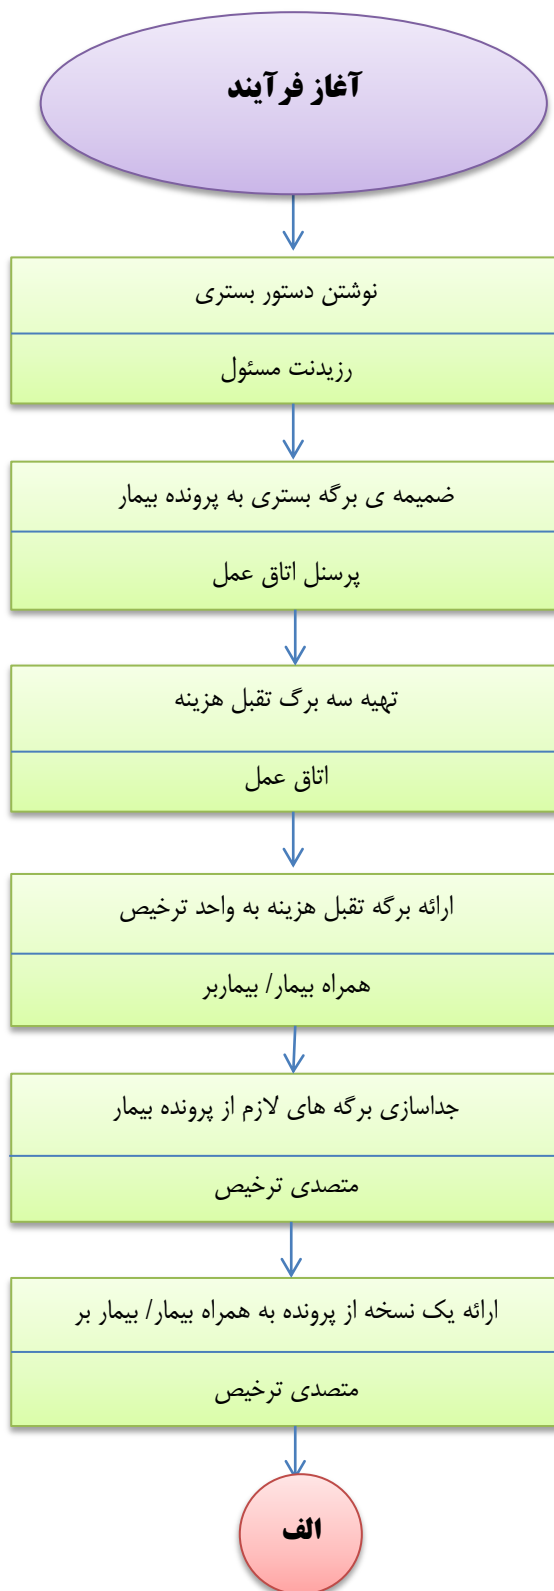 آغاز فرآیند
نوشتن دستور بستری
رزیدنت مسئول
ضمیمه ی برگه بستری به پرونده بیمار
پرسنل اتاق عمل
تهیه سه برگ تقبل هزینه
اتاق عمل
ارائه برگه تقبل هزینه به واحد ترخیص
همراه بیمار/ بیماربر
جداسازی برگه های لازم از پرونده بیمار
متصدی ترخیص
ارائه یک نسخه از پرونده به همراه بیمار/ بیمار بر
متصدی ترخیص
الف